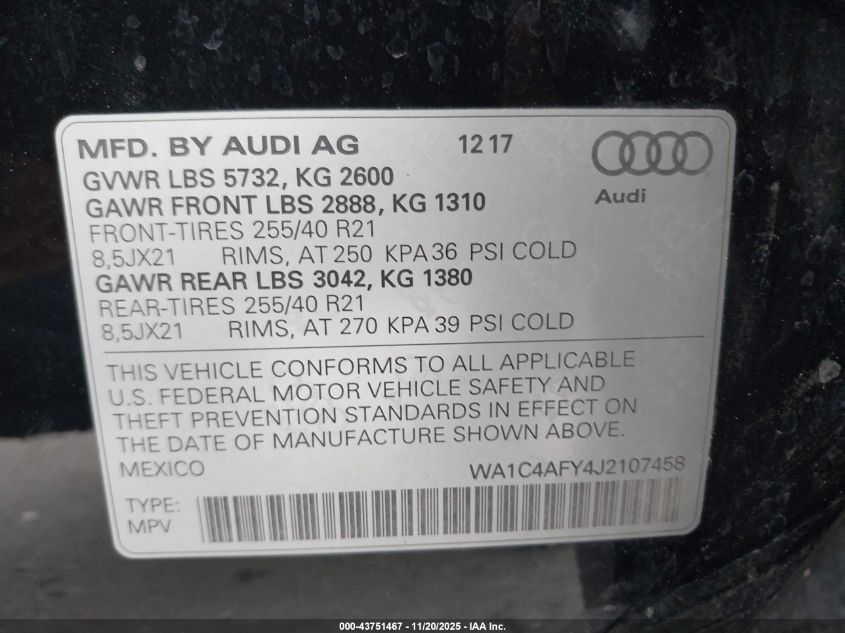 MFD. BY AUDI AG 12 17
GVWR LBS 5732, KG 2600
GAWR FRONT LBS 2888, KG 1310
Audi
FRONT-TIRES 255/40 R21
8,5JX21 RIMS, AT 250 KPA 36 PSI COLD
GAWR REAR LBS 3042, KG 1380
REAR-TIRES 255/40 R21
8,5JX21 RIMS, AT 270 KPA 39 PSI COLD
THIS VEHICLE CONFORMS TO ALL APPLICABLE
U.S. FEDERAL MOTOR VEHICLE SAFETY AND
THEFT PREVENTION STANDARDS IN EFFECT ON
THE DATE OF MANUFACTURE SHOWN ABOVE.
MEXICO WA1C4AFY4J2107458
TYPE:
MPV
000-43751467 - 11/20/2025 - IAA Inc.